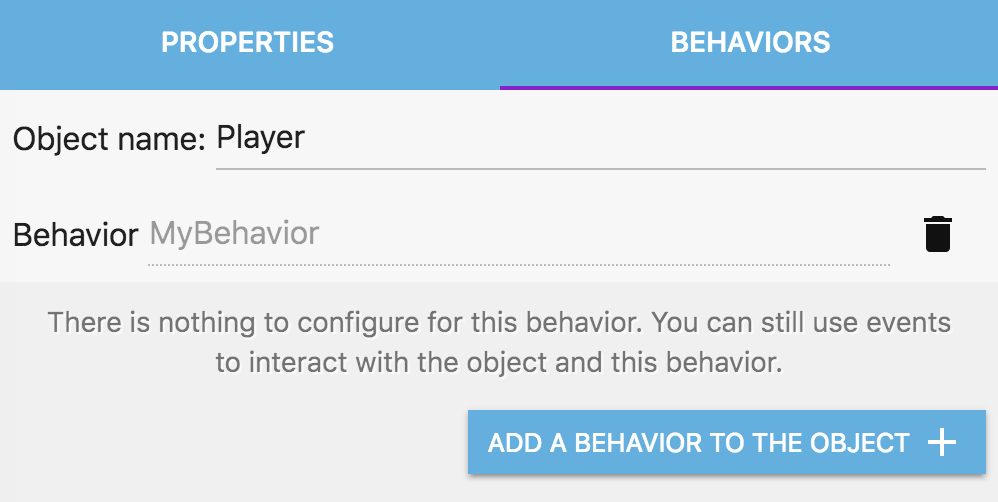 PROPERTIES BEHAVIORS
Object name: Player
Behavior MyBehavior
There is nothing to configure for this behavior. You can still use events
to interact with the object and this behavior.
ADD A BEHAVIOR TO THE OBJECT +